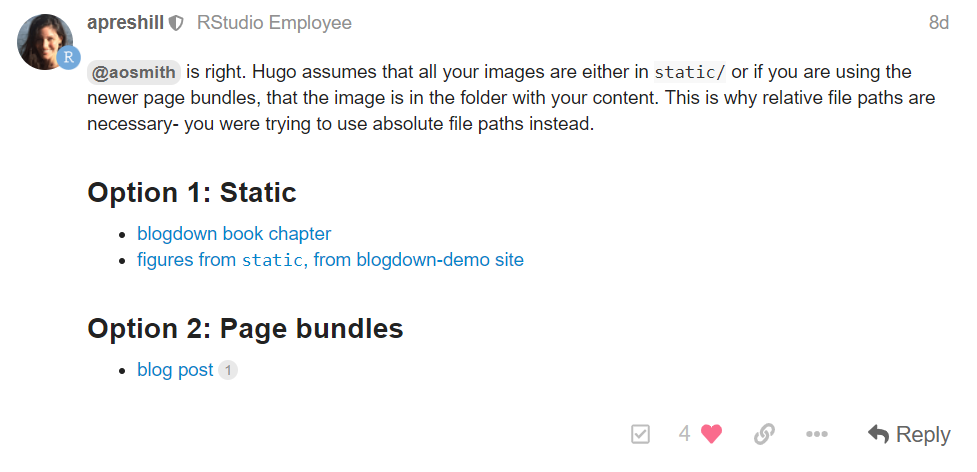 apreshill RStudio Employee 8d
R
@aosmith is right. Hugo assumes that all your images are either in static/ or if you are using the
newer page bundles, that the image is in the folder with your content. This is why relative file paths are
necessary- you were trying to use absolute file paths instead.
Option 1: Static
blogdown book chapter
figures from static, from blogdown-demo site
Option 2: Page bundles
blog post 1
4 Reply